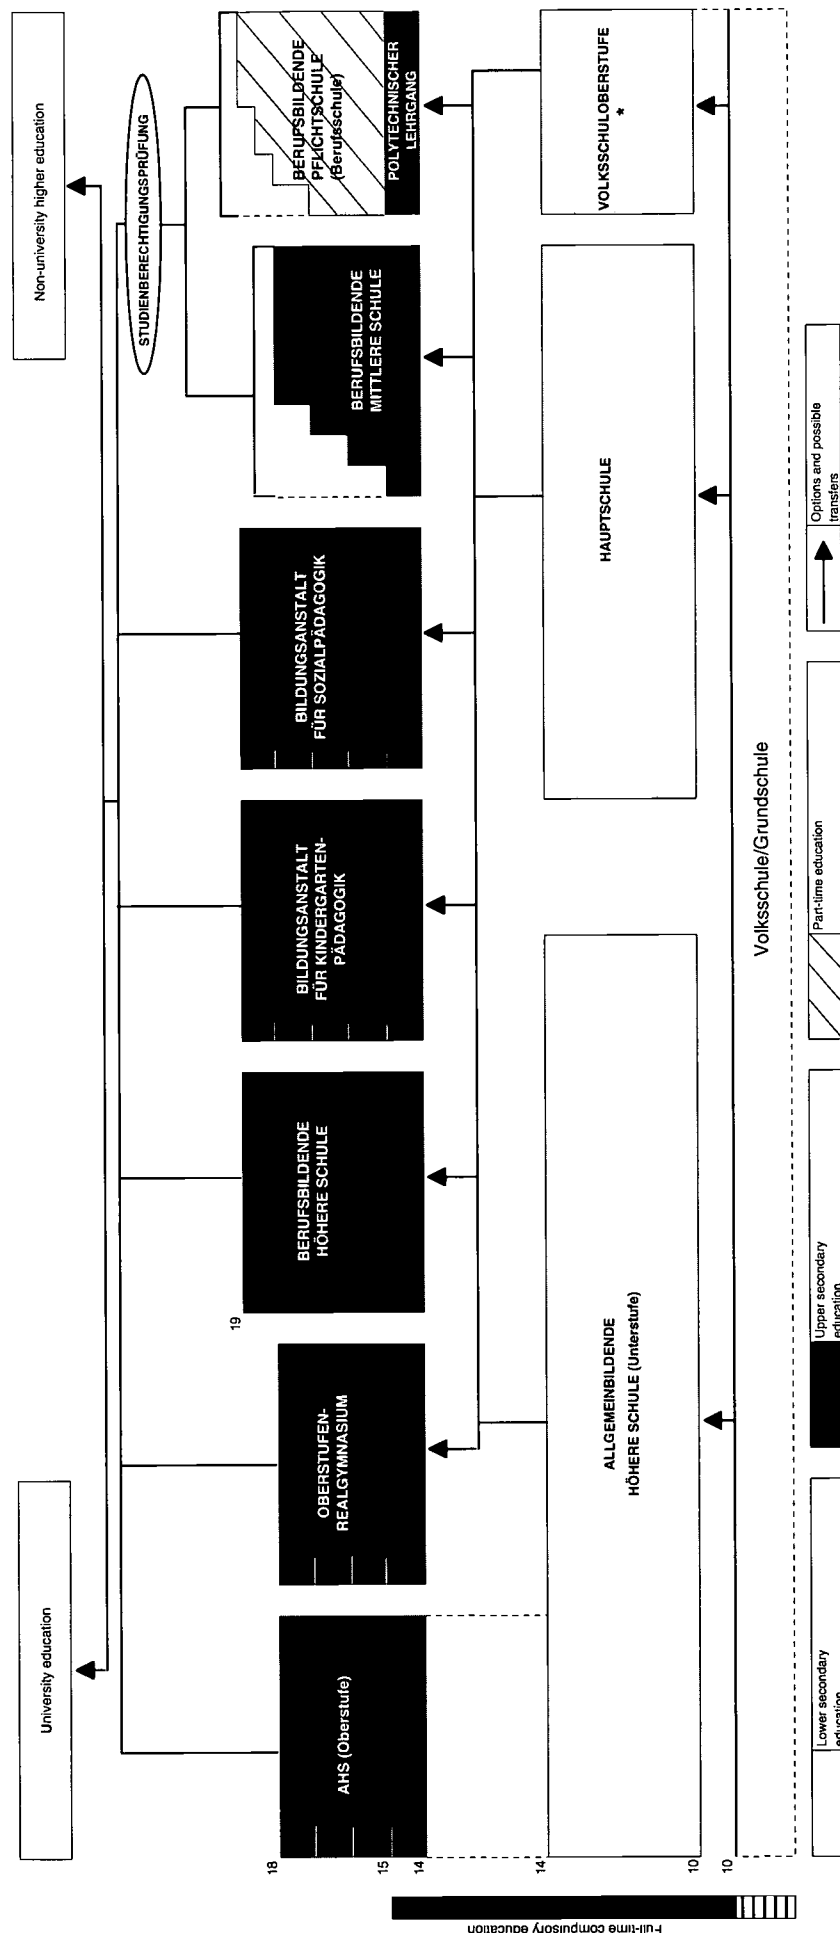 University education
Non-university higher education
STUDIENBERECHTIGUNGSPRÜFUNG
18
15
14
19
AHS (Oberstufe)
OBERSTUFEN-
REALGYMNASIUM
BERUFSBILDENDE
HÖHERE SCHULE
BILDUNGSANSTALT
FÜR KINDERGARTEN-
PÄDAGOGIK
BILDUNGSANSTALT
FÜR SOZIALPÄDAGOGIK
BERUFSBILDENDE
MITTLERE SCHULE
BERUFSBILDENDE
PFLICHTSCHULE
(Berufsschule)
POLYTECHNISCHER
LEHRGANG
14
10
10
ALLGEMEINBILDENDE
HÖHERE SCHULE (Unterstufe)
HAUPTSCHULE
VOLKSSCHULOBERSTUFE
*
Volksschule/Grundschule
Full-time compulsory education
Lower secondary
education
Upper secondary
education
Part-time education
Options and possible
transfers